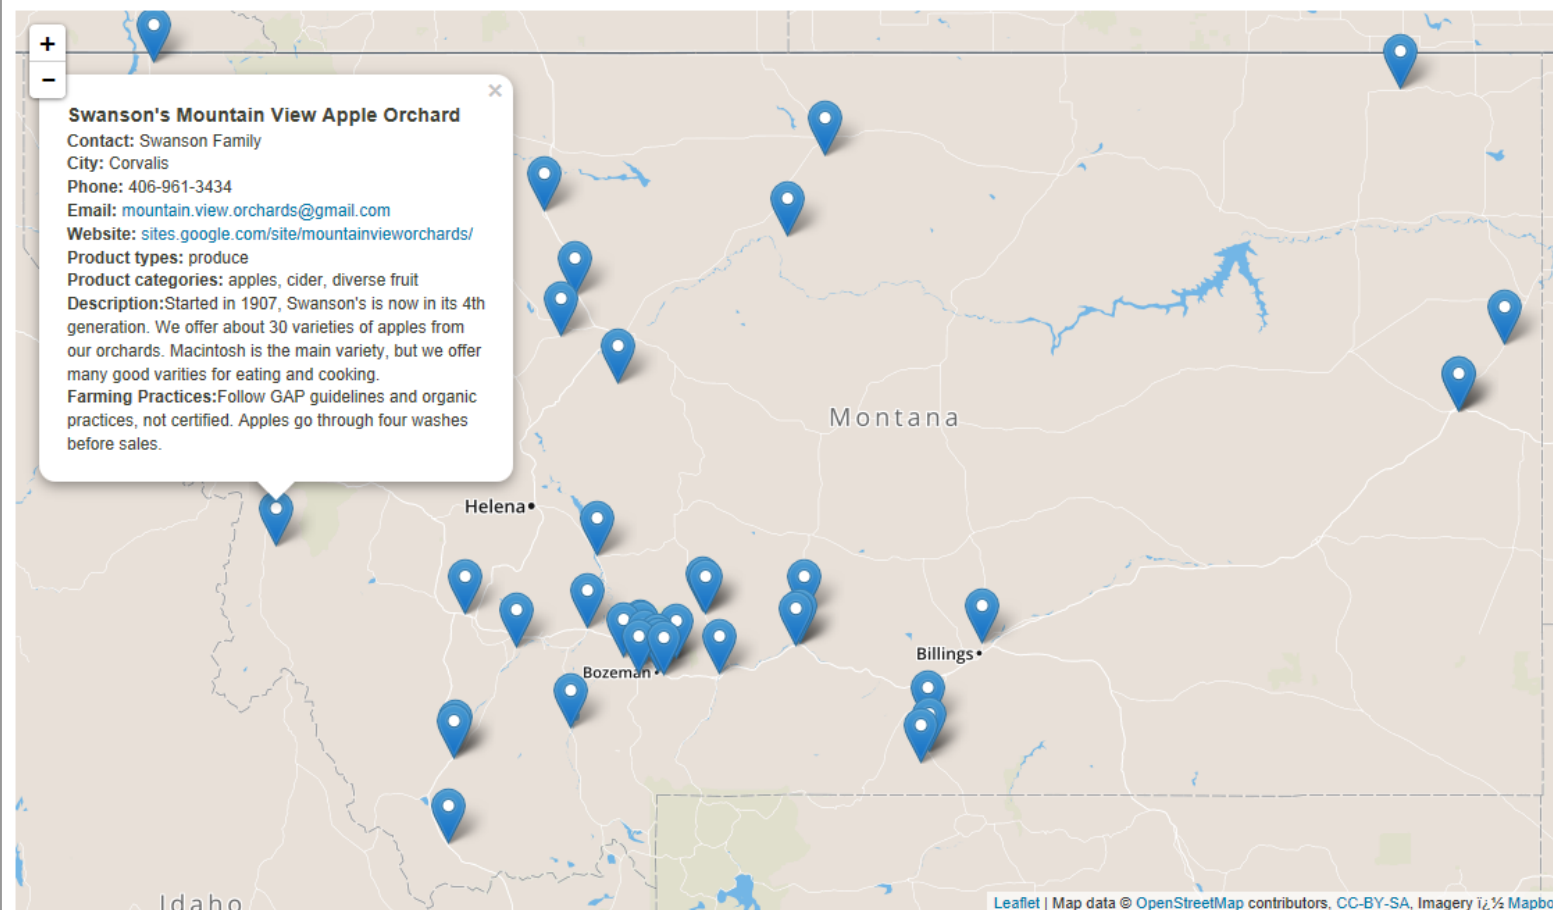 +
−
×
Swanson's Mountain View Apple Orchard
Contact: Swanson Family
City: Corvalis
Phone: 406-961-3434
Email: mountain.view.orchards@gmail.com
Website: sites.google.com/site/mountainvieworchards/
Product types: produce
Product categories: apples, cider, diverse fruit
Description:Started in 1907, Swanson's is now in its 4th
generation. We offer about 30 varieties of apples from
our orchards. Macintosh is the main variety, but we offer
many good varities for eating and cooking.
Farming Practices:Follow GAP guidelines and organic
practices, not certified. Apples go through four washes
before sales.
Montana
Helena
Billings
Bozeman
Idaho
Leaflet | Map data © OpenStreetMap contributors, CC-BY-SA, Imagery ï¿½ Mapbo